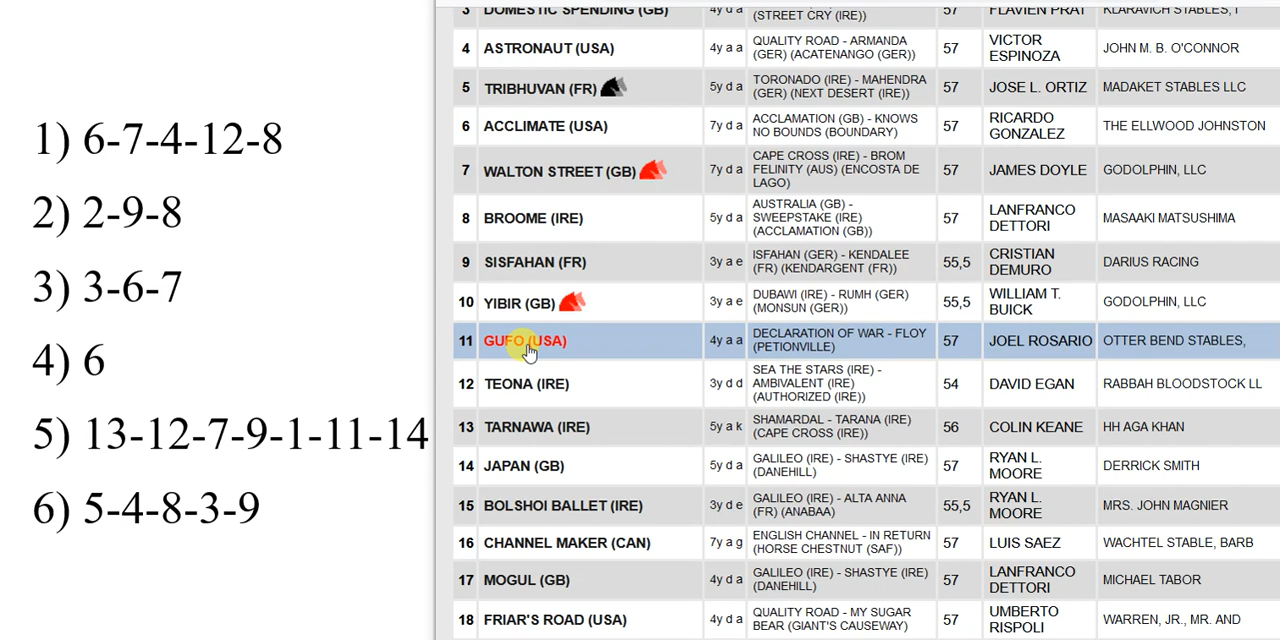 1) 6-7-4-12-8
2) 2-9-8
3) 3-6-7
4) 6
5) 13-12-7-9-1-11-14
6) 5-4-8-3-9
3 DOMESTIC SPENDING (GB) 4y d a (STREET CRY (IRE)) 57 FLAVIEN PRAT KLARAVICH STABLES, I
4 ASTRONAUT (USA) 4y a a QUALITY ROAD - ARMANDA (GER) (ACATENANGO (GER)) 57 VICTOR ESPINOZA JOHN M. B. O'CONNOR
5 TRIBHUVAN (FR) 5y d a TORONADO (IRE) - MAHENDRA (GER) (NEXT DESERT (IRE)) 57 JOSE L. ORTIZ MADAKET STABLES LLC
6 ACCLIMATE (USA) 7y d a ACCLAMATION (GB) - KNOWS NO BOUNDS (BOUNDARY) 57 RICARDO GONZALEZ THE ELLWOOD JOHNSTON
7 WALTON STREET (GB) 7y d a CAPE CROSS (IRE) - BROM FELINITY (AUS) (ENCOSTA DE LAGO) 57 JAMES DOYLE GODOLPHIN, LLC
8 BROOME (IRE) 5y d a AUSTRALIA (GB) - SWEEPSTAKE (IRE) (ACCLAMATION (GB)) 57 LANFRANCO DETTORI MASAAKI MATSUSHIMA
9 SISFAHAN (FR) 3y a e ISFAHAN (GER) - KENDALEE (FR) (KENDARGENT (FR)) 55,5 CRISTIAN DEMURO DARIUS RACING
10 YIBIR (GB) 3y a e DUBAWI (IRE) - RUMH (GER) (MONSUN (GER)) 55,5 WILLIAM T. BUICK GODOLPHIN, LLC
11 GUFO (USA) 4y a a DECLARATION OF WAR - FLOY (PETIONVILLE) 57 JOEL ROSARIO OTTER BEND STABLES,
12 TEONA (IRE) 3y d d SEA THE STARS (IRE) - AMBIVALENT (IRE) (AUTHORIZED (IRE)) 54 DAVID EGAN RABBAH BLOODSTOCK LL
13 TARNAWA (IRE) 5y a k SHAMARDAL - TARANA (IRE) (CAPE CROSS (IRE)) 56 COLIN KEANE HH AGA KHAN
14 JAPAN (GB) 5y d a GALILEO (IRE) - SHASTYE (IRE) (DANEHILL) 57 RYAN L. MOORE DERRICK SMITH
15 BOLSHOI BALLET (IRE) 3y d e GALILEO (IRE) - ALTA ANNA (FR) (ANABAA) 55,5 RYAN L. MOORE MRS. JOHN MAGNIER
16 CHANNEL MAKER (CAN) 7y a g ENGLISH CHANNEL - IN RETURN (HORSE CHESTNUT (SAF)) 57 LUIS SAEZ WACHTEL STABLE, BARB
17 MOGUL (GB) 4y d a GALILEO (IRE) - SHASTYE (IRE) (DANEHILL) 57 LANFRANCO DETTORI MICHAEL TABOR
18 FRIAR'S ROAD (USA) 4y d a QUALITY ROAD - MY SUGAR BEAR (GIANT'S CAUSEWAY) 57 UMBERTO RISPOLI WARREN, JR., MR. AND